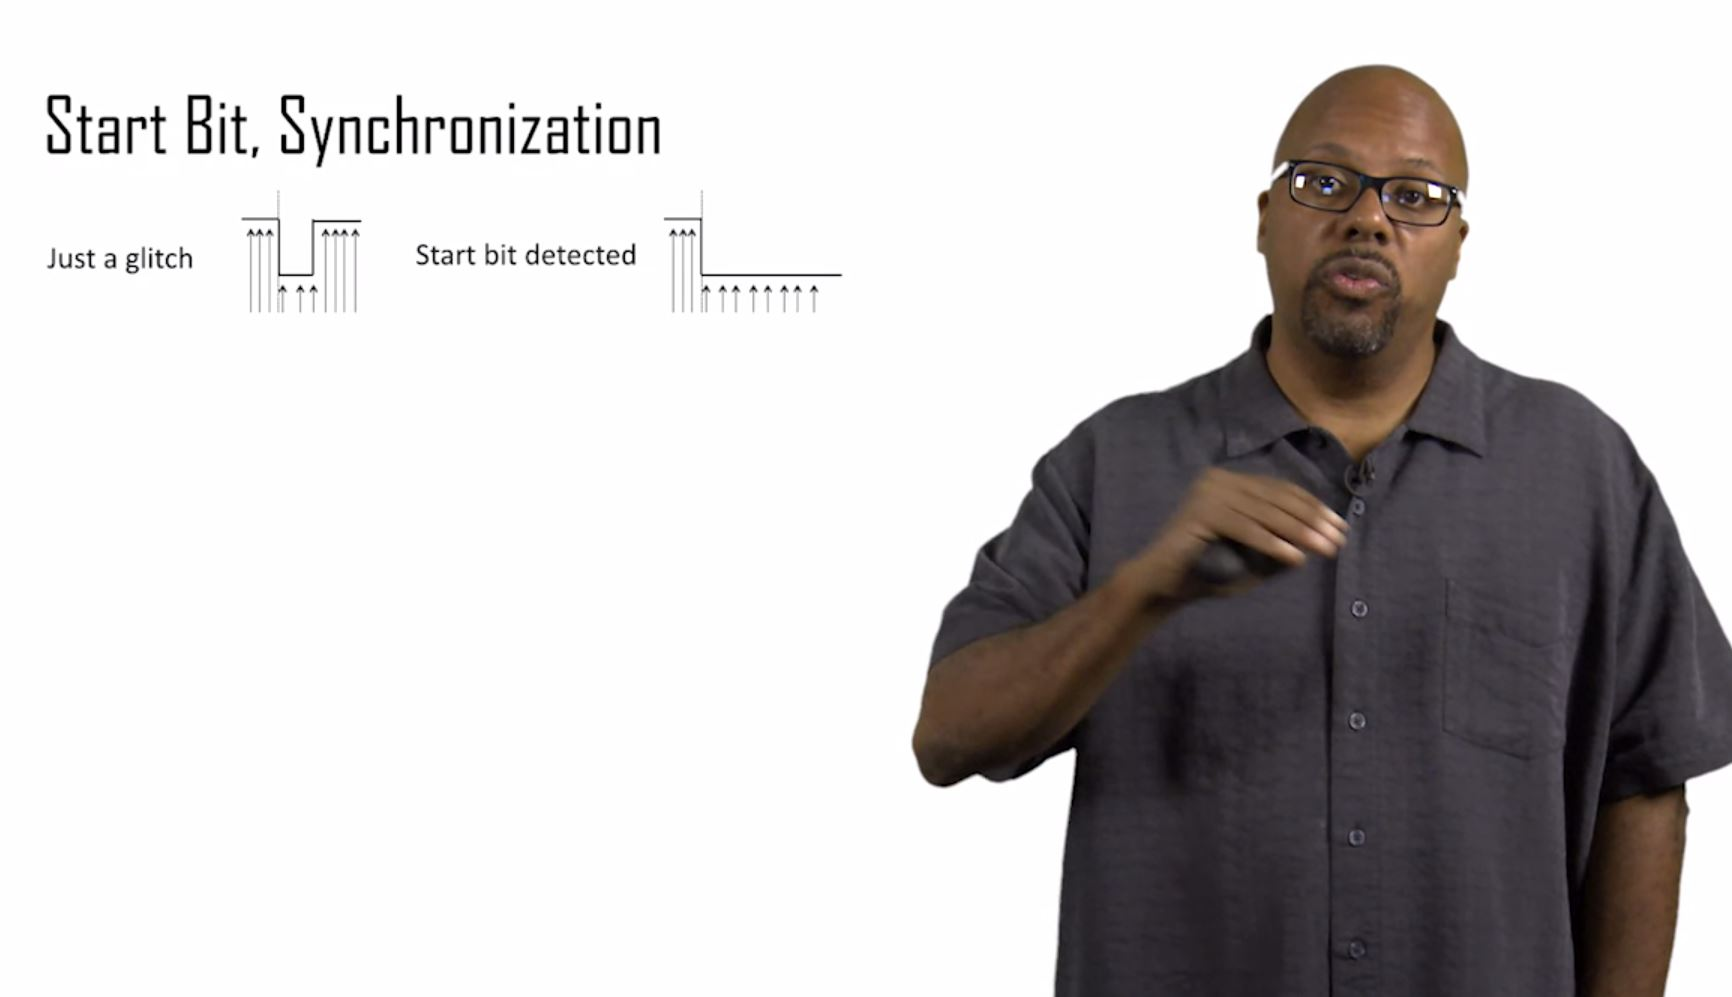 Start Bit, Synchronization
Just a glitch
Start bit detected